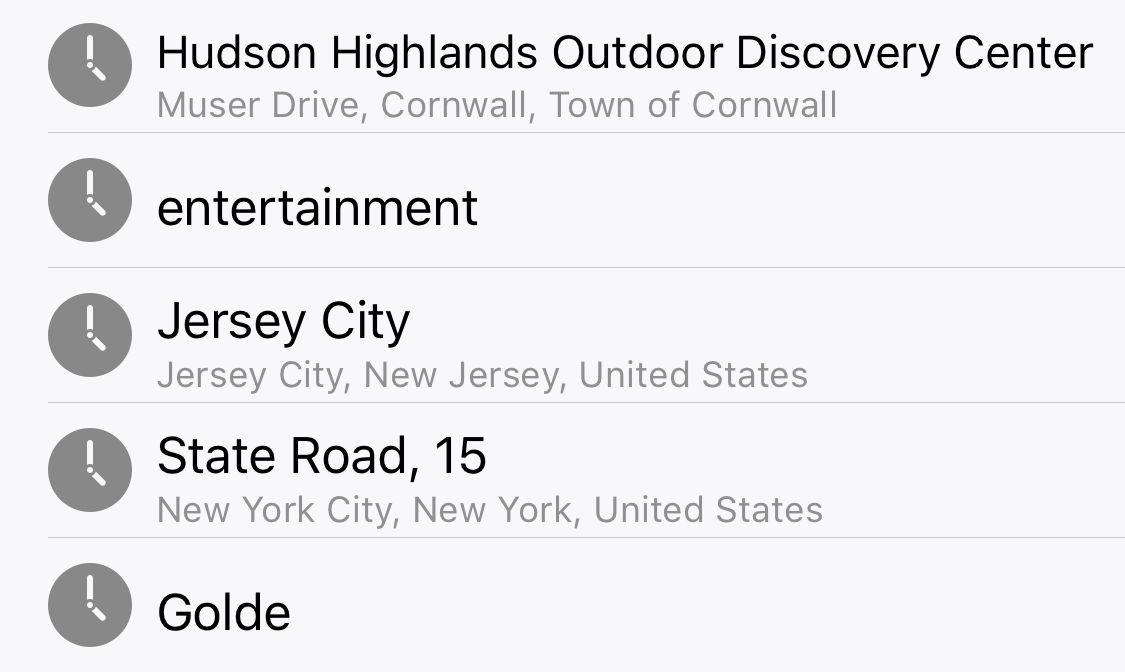 Hudson Highlands Outdoor Discovery Center
Muser Drive, Cornwall, Town of Cornwall
entertainment
Jersey City
Jersey City, New Jersey, United States
State Road, 15
New York City, New York, United States
Golde